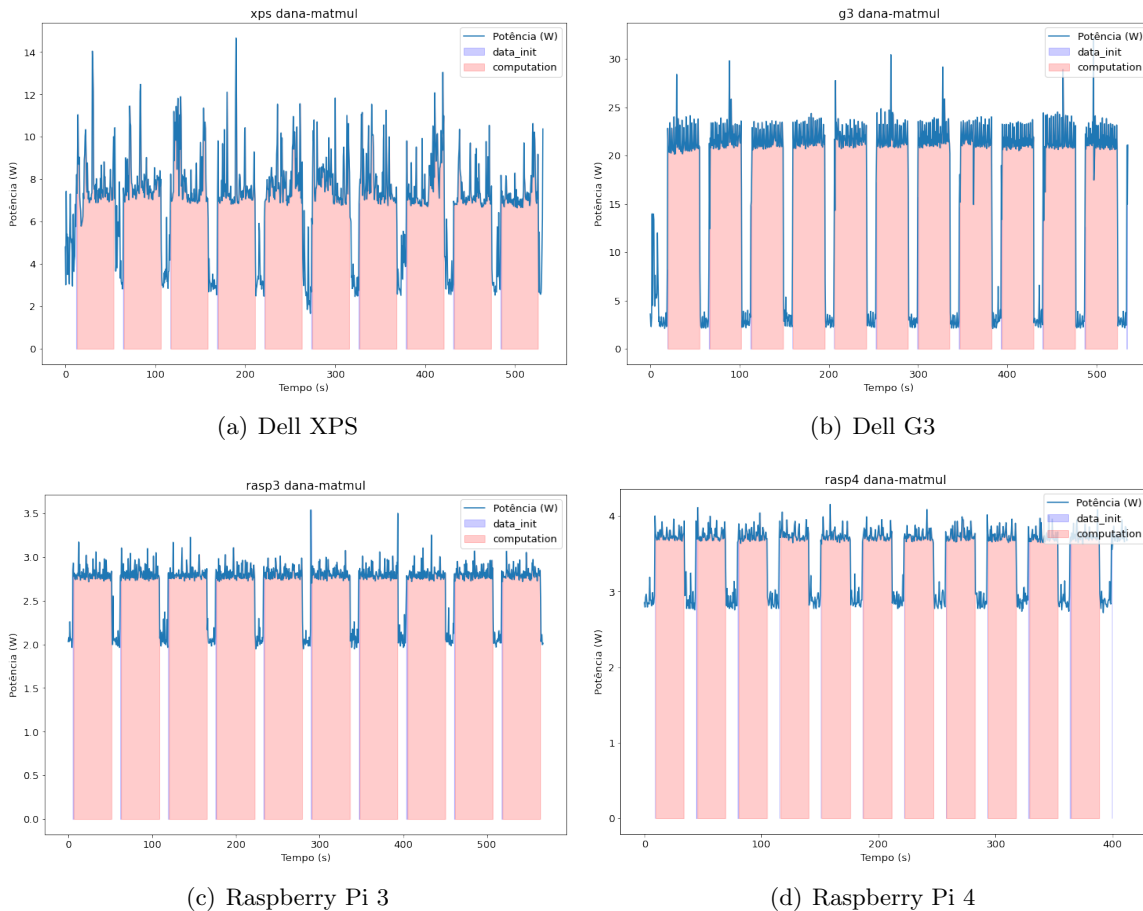 xps dana-matmul
Potência (W)
data_init
computation
14
12
10
8
6
4
2
0
Potência (W)
0 100 200 300 400 500
Tempo (s)
(a) Dell XPS
g3 dana-matmul
Potência (W)
data_init
computation
30
25
20
15
10
5
0
Potência (W)
0 100 200 300 400 500
Tempo (s)
(b) Dell G3
rasp3 dana-matmul
Potência (W)
data_init
computation
3.5
3.0
2.5
2.0
1.5
1.0
0.5
0.0
Potência (W)
0 100 200 300 400 500
Tempo (s)
(c) Raspberry Pi 3
rasp4 dana-matmul
Potência (W)
data_init
computation
4
3
2
1
0
Potência (W)
0 100 200 300 400
Tempo (s)
(d) Raspberry Pi 4